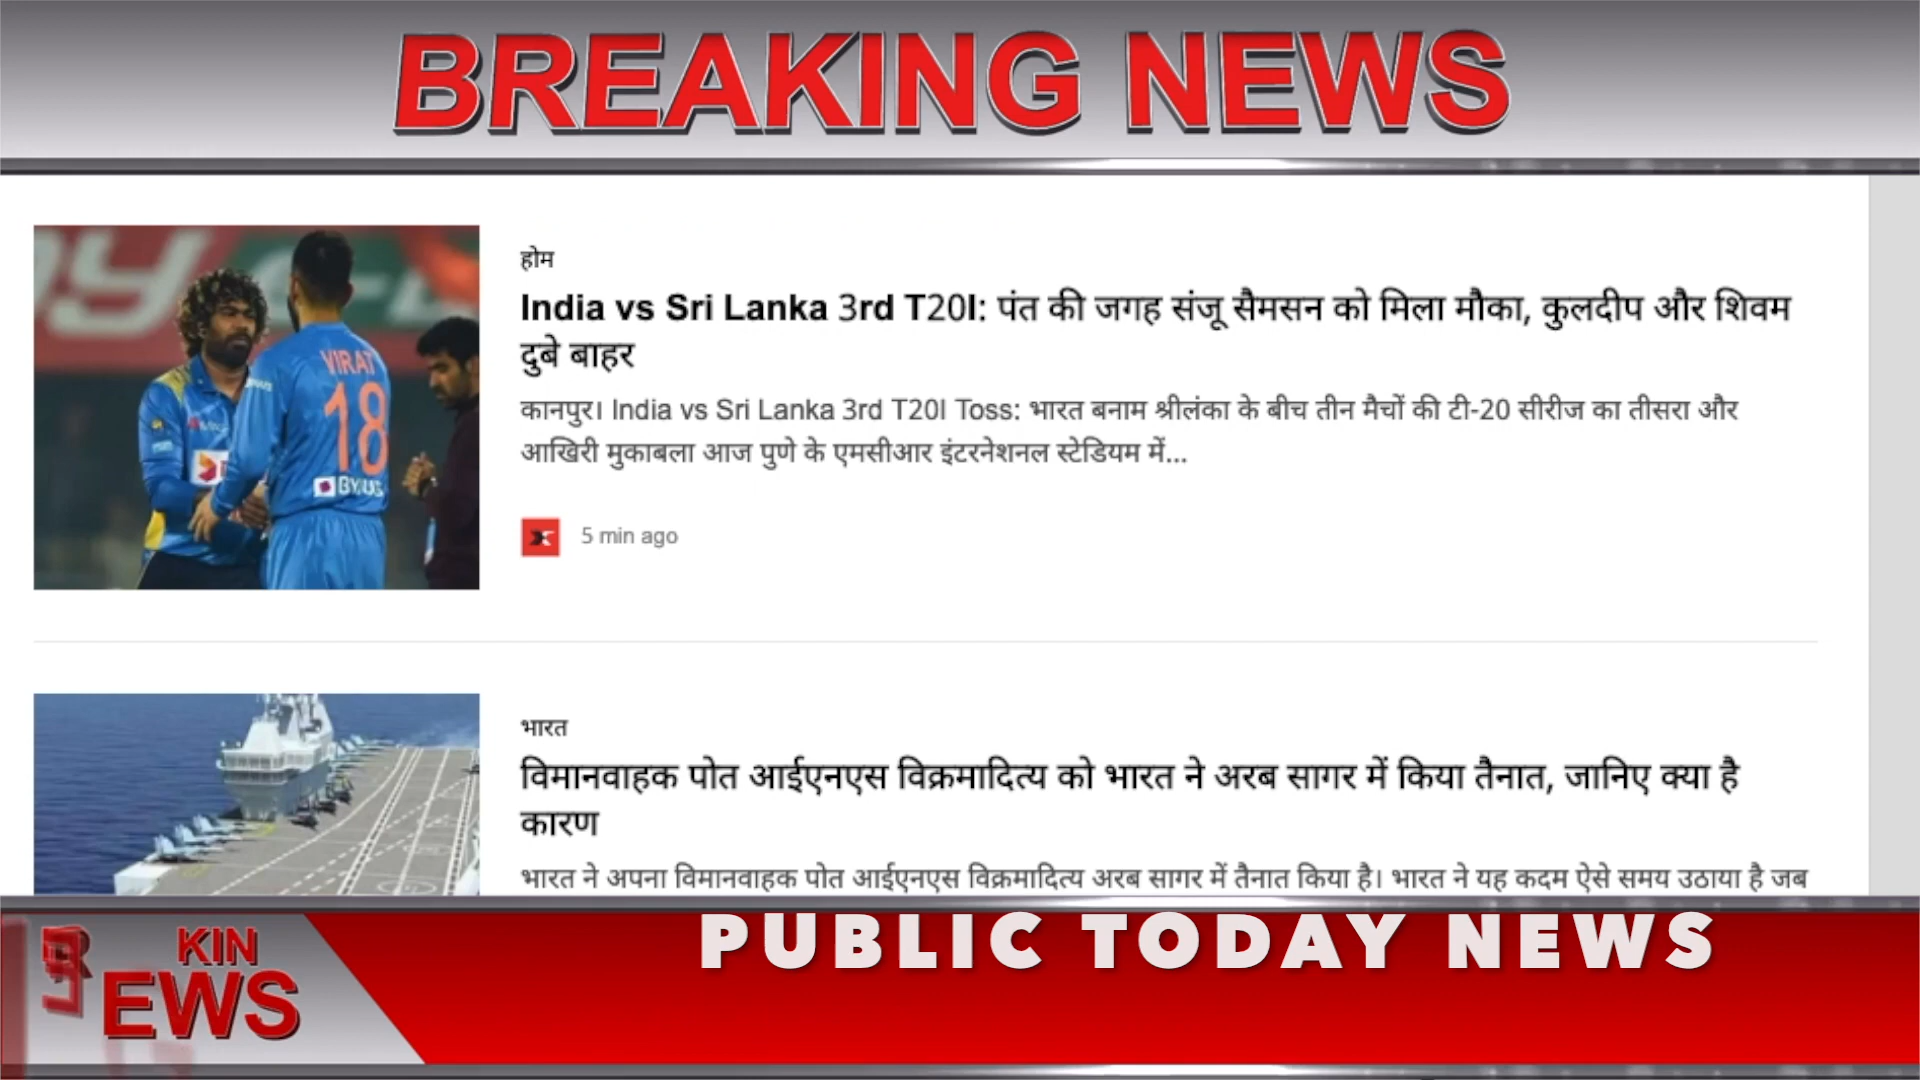 BREAKING NEWS
होम
India vs Sri Lanka 3rd T20I: पंत की जगह संजू सैमसन को मिला मौका, कुलदीप और शिवम
दुबे बाहर
कानपुर। India vs Sri Lanka 3rd T20I Toss: भारत बनाम श्रीलंका के बीच तीन मैचों की टी-20 सीरीज का तीसरा और
आखिरी मुकाबला आज पुणे के एमसीआर इंटरनेशनल स्टेडियम में...
VIRAT
18
BYJU'S
5 min ago
भारत
विमानवाहक पोत आईएनएस विक्रमादित्य को भारत ने अरब सागर में किया तैनात, जानिए क्या है
कारण
भारत ने अपना विमानवाहक पोत आईएनएस विक्रमादित्य अरब सागर में तैनात किया है। भारत ने यह कदम ऐसे समय उठाया है जब
PUBLIC TODAY NEWS
KIN
EWS